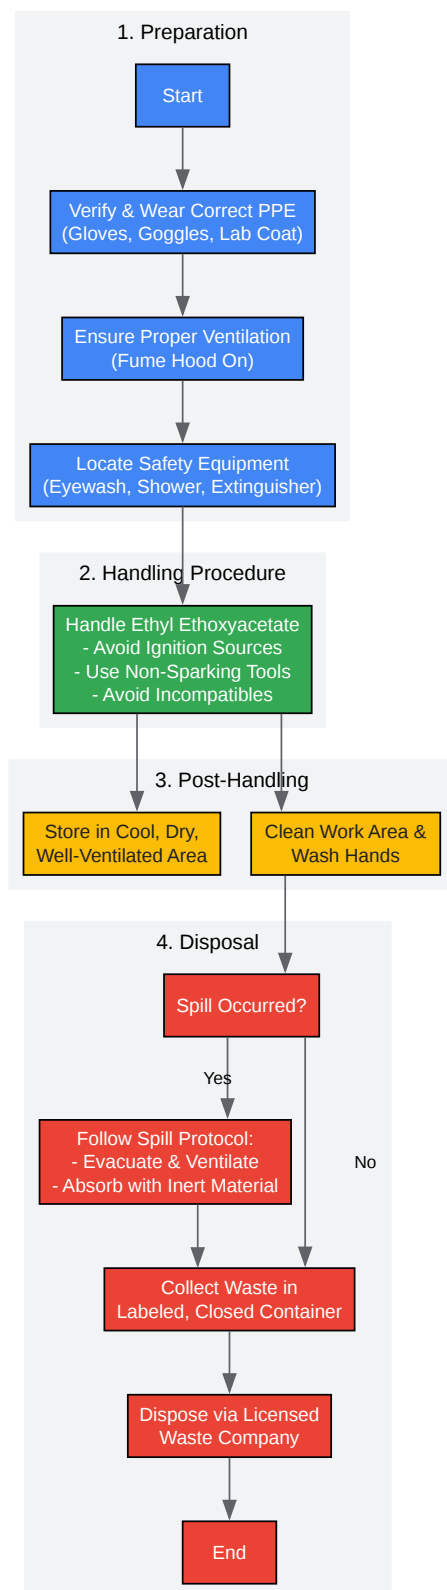 1. Preparation
Start
Verify & Wear Correct PPE
(Gloves, Goggles, Lab Coat)
Ensure Proper Ventilation
(Fume Hood On)
Locate Safety Equipment
(Eyewash, Shower, Extinguisher)
2. Handling Procedure
Handle Ethyl Ethoxyacetate
- Avoid Ignition Sources
- Use Non-Sparking Tools
- Avoid Incompatibles
3. Post-Handling
Store in Cool, Dry,
Well-Ventilated Area
Clean Work Area &
Wash Hands
4. Disposal
Spill Occurred?
Yes
Follow Spill Protocol:
- Evacuate & Ventilate
- Absorb with Inert Material
No
Collect Waste in
Labeled, Closed Container
Dispose via Licensed
Waste Company
End